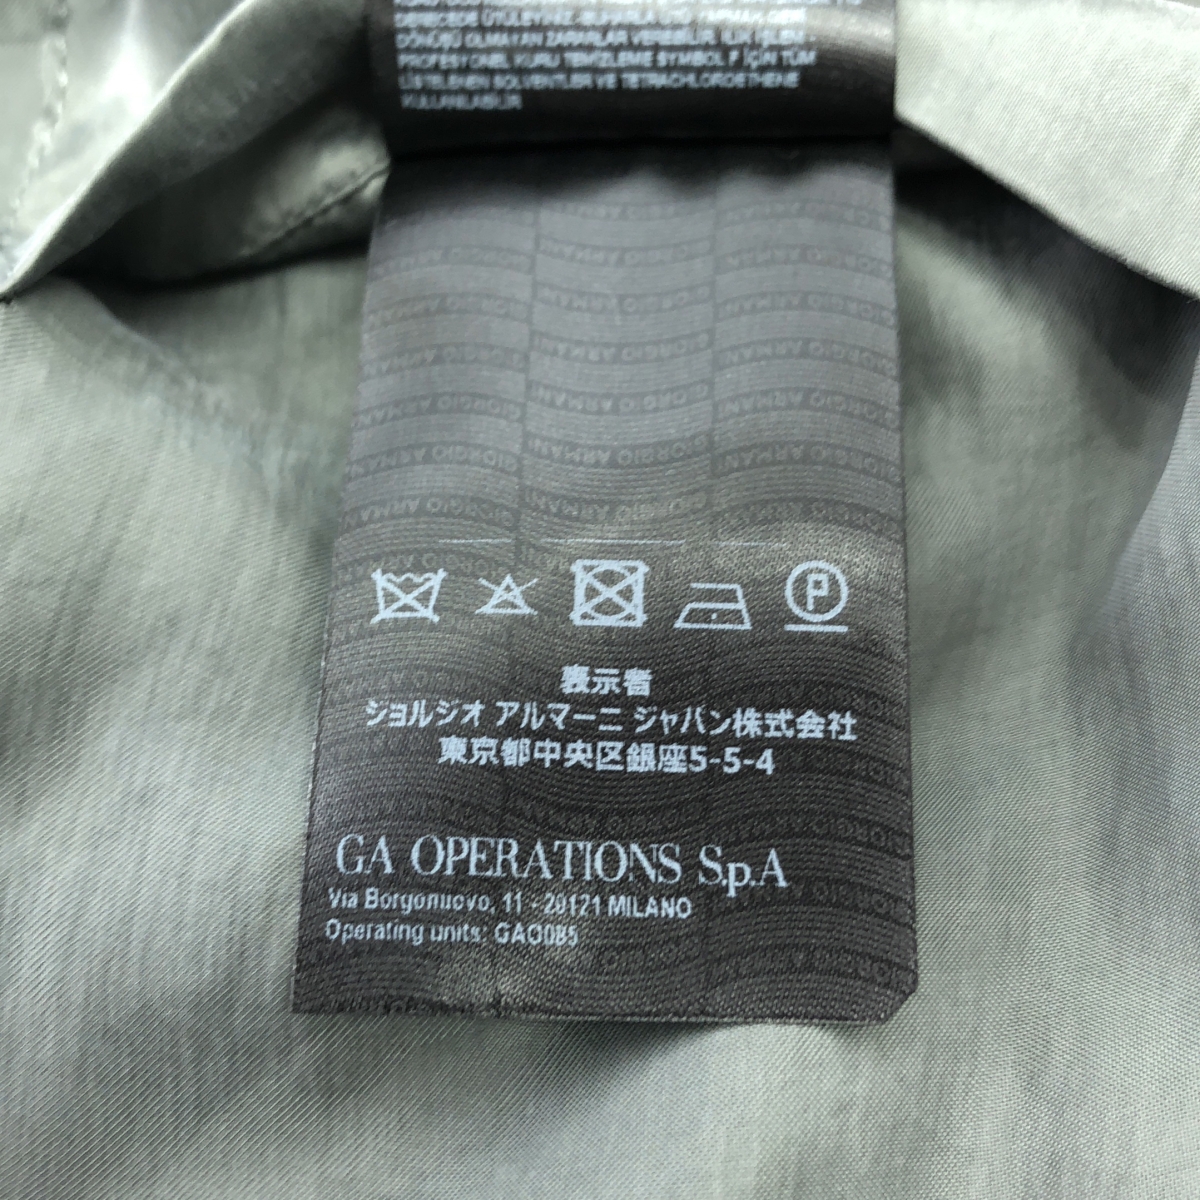 DERECEDE ÜTÜLEYİNİZ. BUHARLA ÜTÜ YAPMAK GERİ
DÖNÜŞÜ OLMAYAN ZARARLAR VEREBİLİR.
PROFESYONEL KURU TEMİZLEME SYMBOL P İÇİN TÜM
LİSTELENEN SOLVENTLER VE TETRACHLOROETHENE
KULLANILABİLİR
GIORGIO ARMANI
P
表示者
ジョルジオ アルマーニ ジャパン株式会社
東京都中央区銀座5-5-4
GA OPERATIONS S.p.A
Via Borgonuovo, 11 - 20121 MILANO
Operating units: GAO085